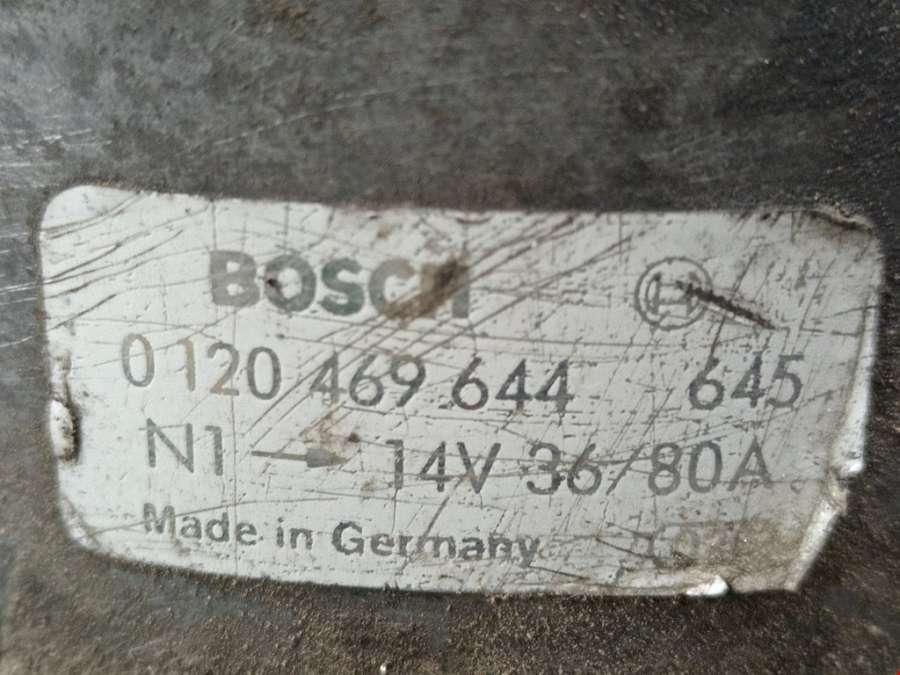 BOSCH
0 120 469 644 645
N1 → 14V 36/80A
Made in Germany